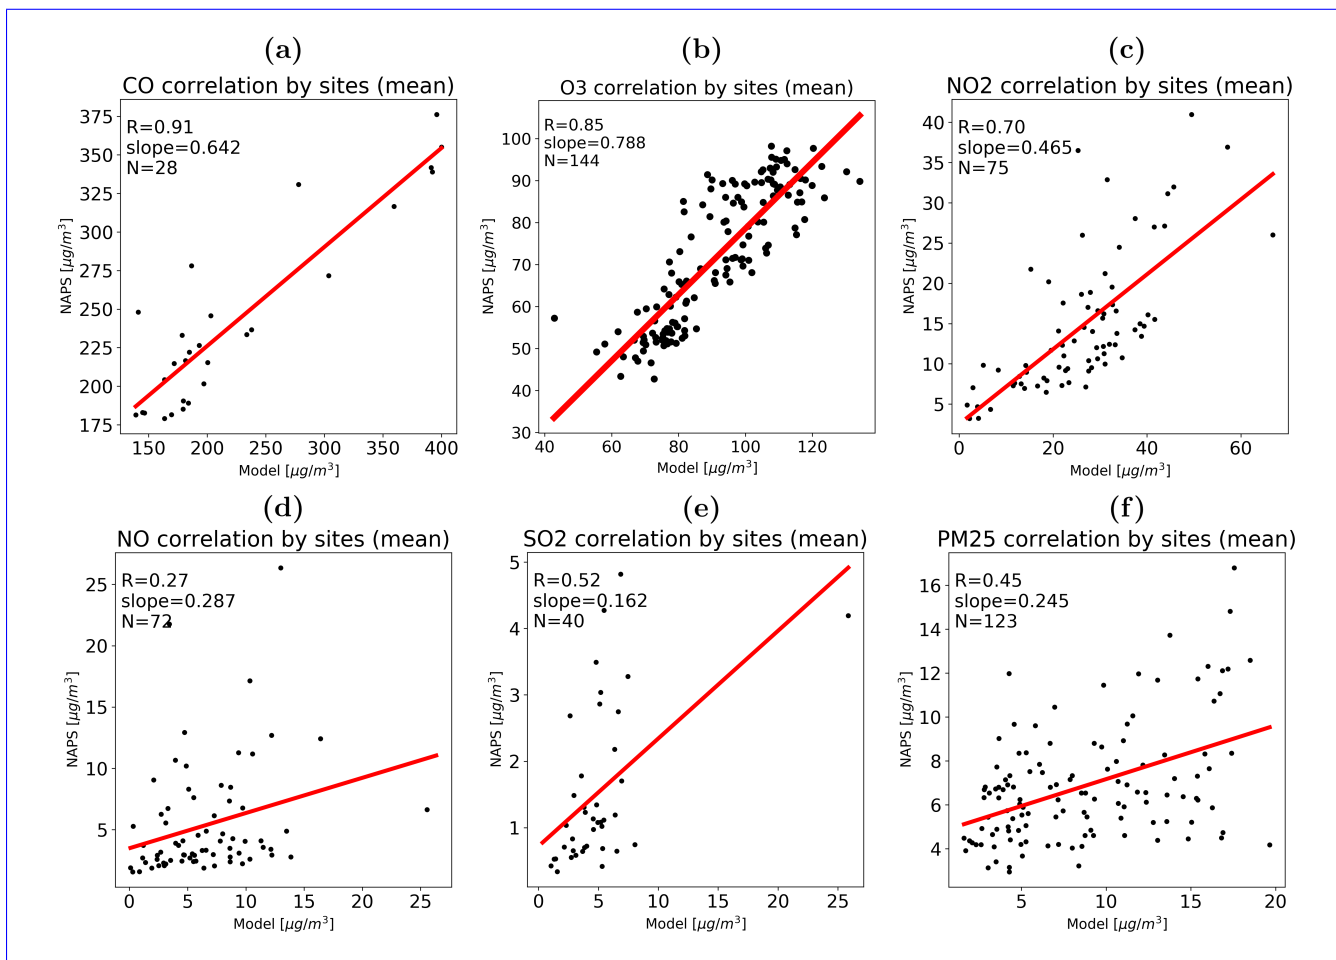 (a)
CO correlation by sites (mean)
R=0.91
slope=0.642
N=28
375
350
325
300
275
250
225
200
175
NAPS [μg/m³]
150 200 250 300 350 400
Model [μg/m³]
(b)
O3 correlation by sites (mean)
R=0.85
slope=0.788
N=144
100
90
80
70
60
50
40
30
NAPS [μg/m³]
40 60 80 100 120
Model [μg/m³]
(c)
NO2 correlation by sites (mean)
R=0.70
slope=0.465
N=75
40
35
30
25
20
15
10
5
NAPS [μg/m³]
0 20 40 60
Model [μg/m³]
(d)
NO correlation by sites (mean)
R=0.27
slope=0.287
N=72
25
20
15
10
5
NAPS [μg/m³]
0 5 10 15 20 25
Model [μg/m³]
(e)
SO2 correlation by sites (mean)
R=0.52
slope=0.162
N=40
5
4
3
2
1
NAPS [μg/m³]
0 5 10 15 20 25
Model [μg/m³]
(f)
PM25 correlation by sites (mean)
R=0.45
slope=0.245
N=123
16
14
12
10
8
6
4
NAPS [μg/m³]
5 10 15 20
Model [μg/m³]